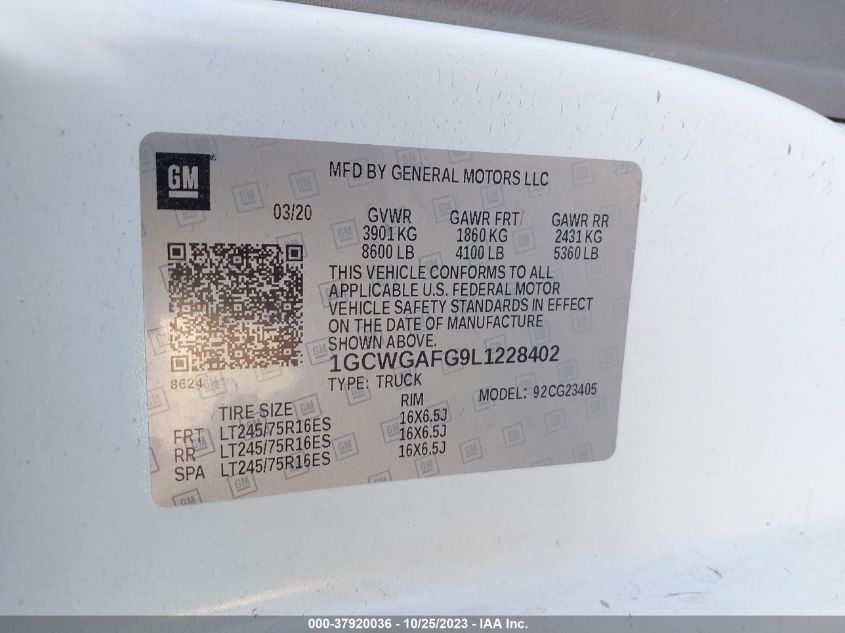 GM
MFD BY GENERAL MOTORS LLC
03/20 GVWR GAWR FRT GAWR RR
3901 KG 1860 KG 2431 KG
8600 LB 4100 LB 5360 LB
THIS VEHICLE CONFORMS TO ALL
APPLICABLE U.S. FEDERAL MOTOR
VEHICLE SAFETY STANDARDS IN EFFECT
ON THE DATE OF MANUFACTURE
SHOWN ABOVE.
1GCWGAFG9L1228402
8624
TYPE: TRUCK MODEL: 92CG23405
TIRE SIZE RIM
FRT LT245/75R16ES 16X6.5J
RR LT245/75R16ES 16X6.5J
SPA LT245/75R16ES 16X6.5J
000-37920036 - 10/25/2023 - IAA Inc.